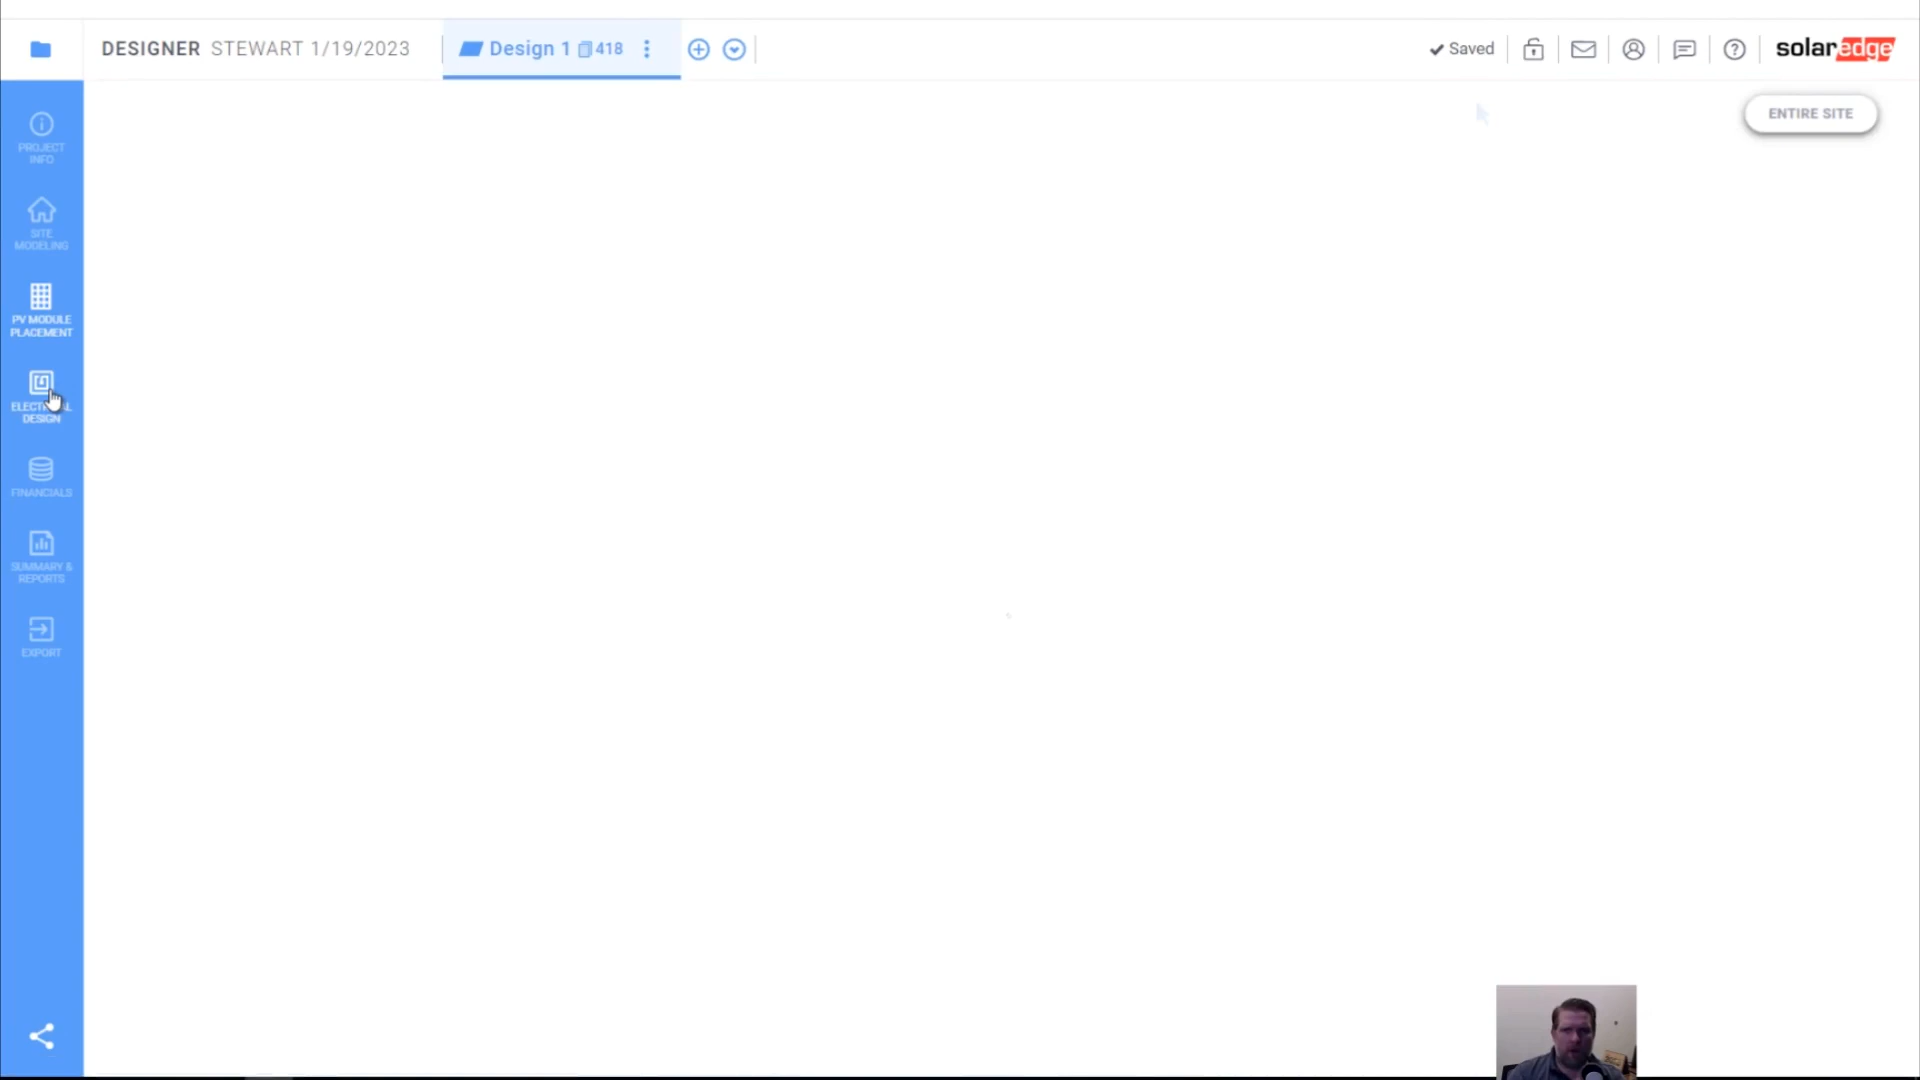 DESIGNER STEWART 1/19/2023
Design 1 418
Saved
solaredge
ENTIRE SITE
PROJECT
INFO
SITE
MODELING
PV MODULE
PLACEMENT
ELECTRICAL
DESIGN
FINANCIALS
SUMMARY &
REPORTS
EXPORT